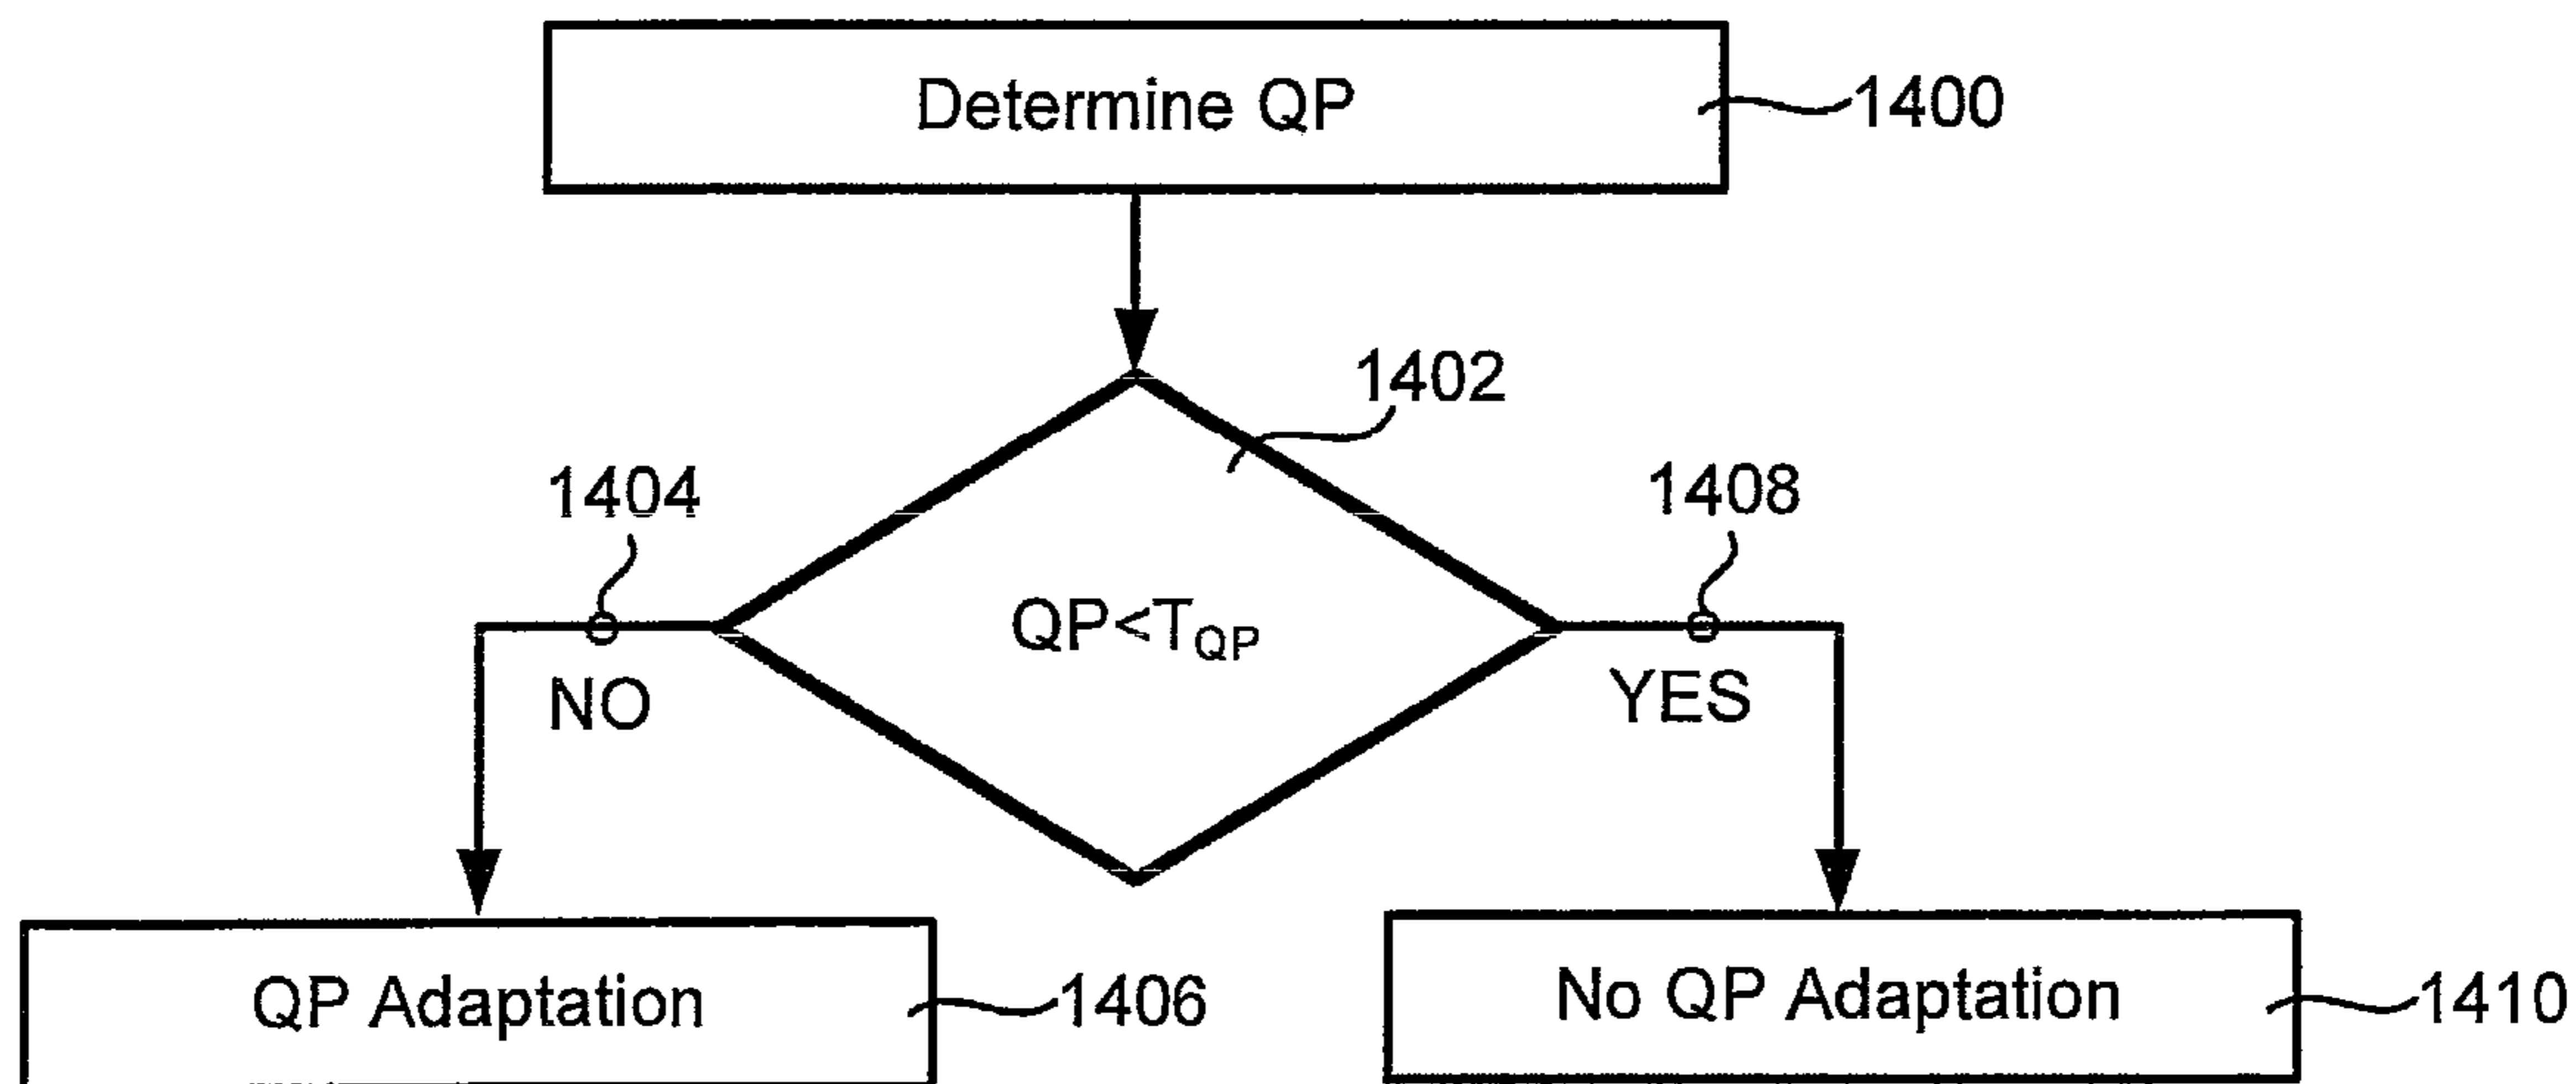 Determine QP
1400
1402
1404
1408
QP<T_QP
NO
YES
QP Adaptation
1406
No QP Adaptation
1410